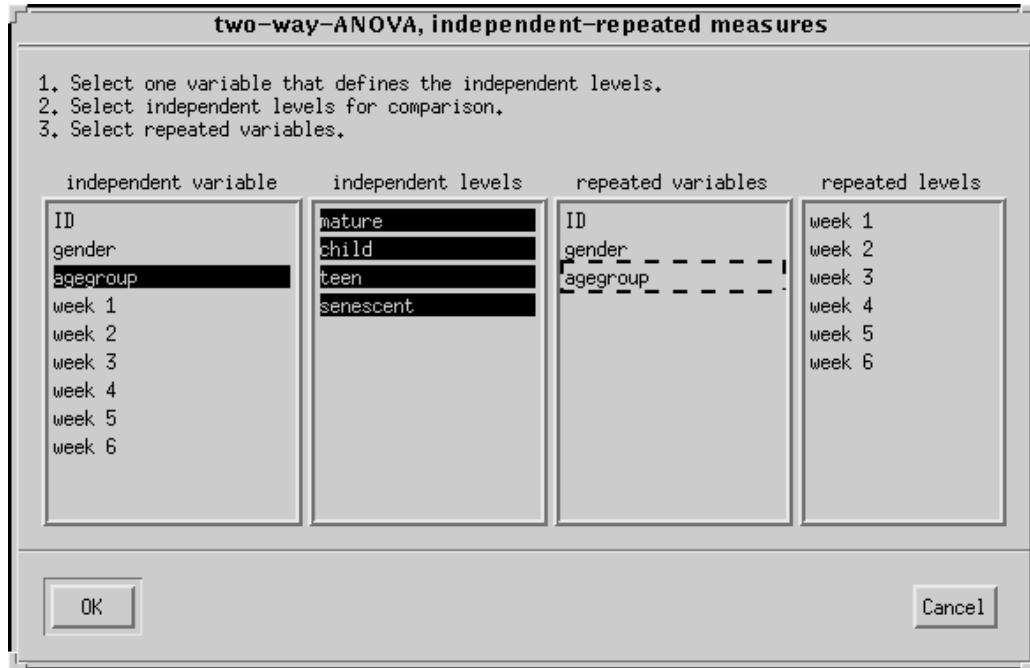 two-way-ANOVA, independent-repeated measures
1. Select one variable that defines the independent levels.
2. Select independent levels for comparison.
3. Select repeated variables.
independent variable
ID
gender
agegroup
week 1
week 2
week 3
week 4
week 5
week 6
independent levels
mature
child
teen
senescent
repeated variables
ID
gender
agegroup
repeated levels
week 1
week 2
week 3
week 4
week 5
week 6
OK
Cancel